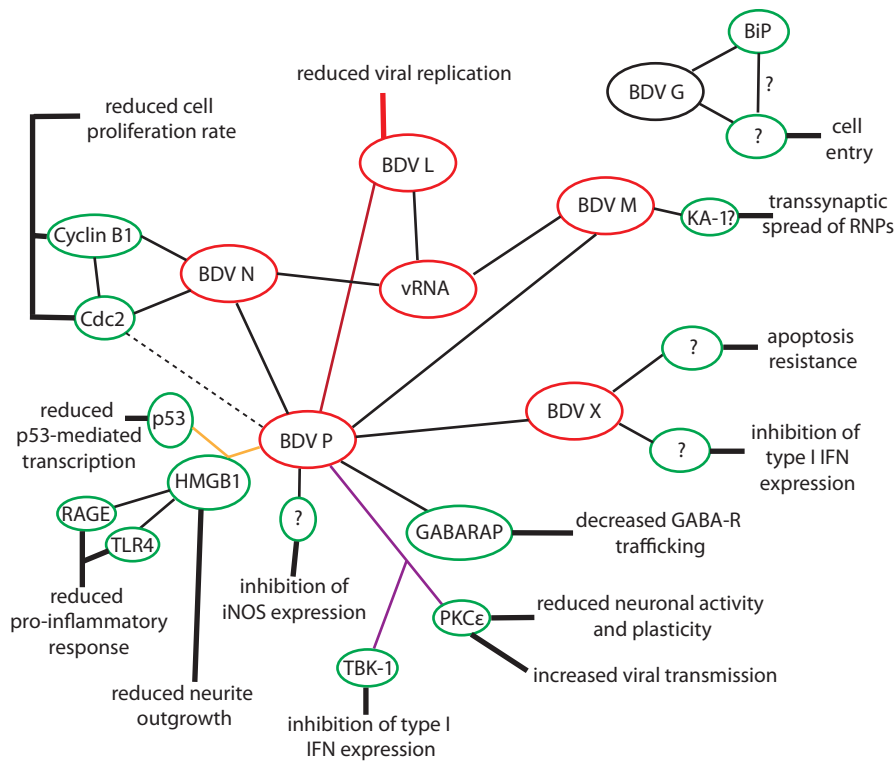 BiP
BDV G
?
?
cell
entry
reduced viral replication
reduced cell
proliferation rate
BDV L
BDV M
KA-1?
transsynaptic
spread of RNPs
Cyclin B1
BDV N
vRNA
Cdc2
?
apoptosis
resistance
BDV X
reduced
p53-mediated
transcription
p53
BDV P
?
inhibition of
type I IFN
expression
HMGB1
RAGE
TLR4
?
GABARAP
decreased GABA-R
trafficking
reduced
pro-inflammatory
response
inhibition of
iNOS expression
PKCε
reduced neuronal activity
and plasticity
TBK-1
increased viral transmission
reduced neurite
outgrowth
inhibition of type I
IFN expression